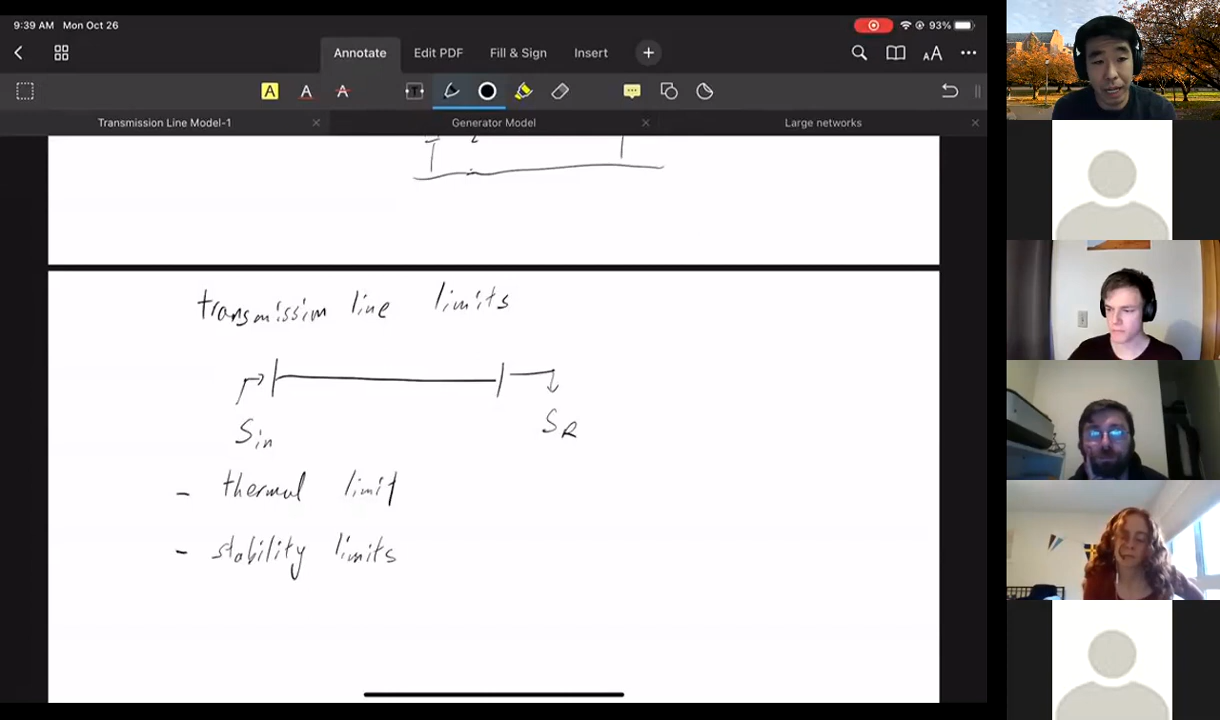 9:39 AM Mon Oct 26
93%
Annotate Edit PDF Fill & Sign Insert
Transmission Line Model-1 Generator Model Large networks
transmission line limits
S_in
S_R
- thermal limit
- stability limits